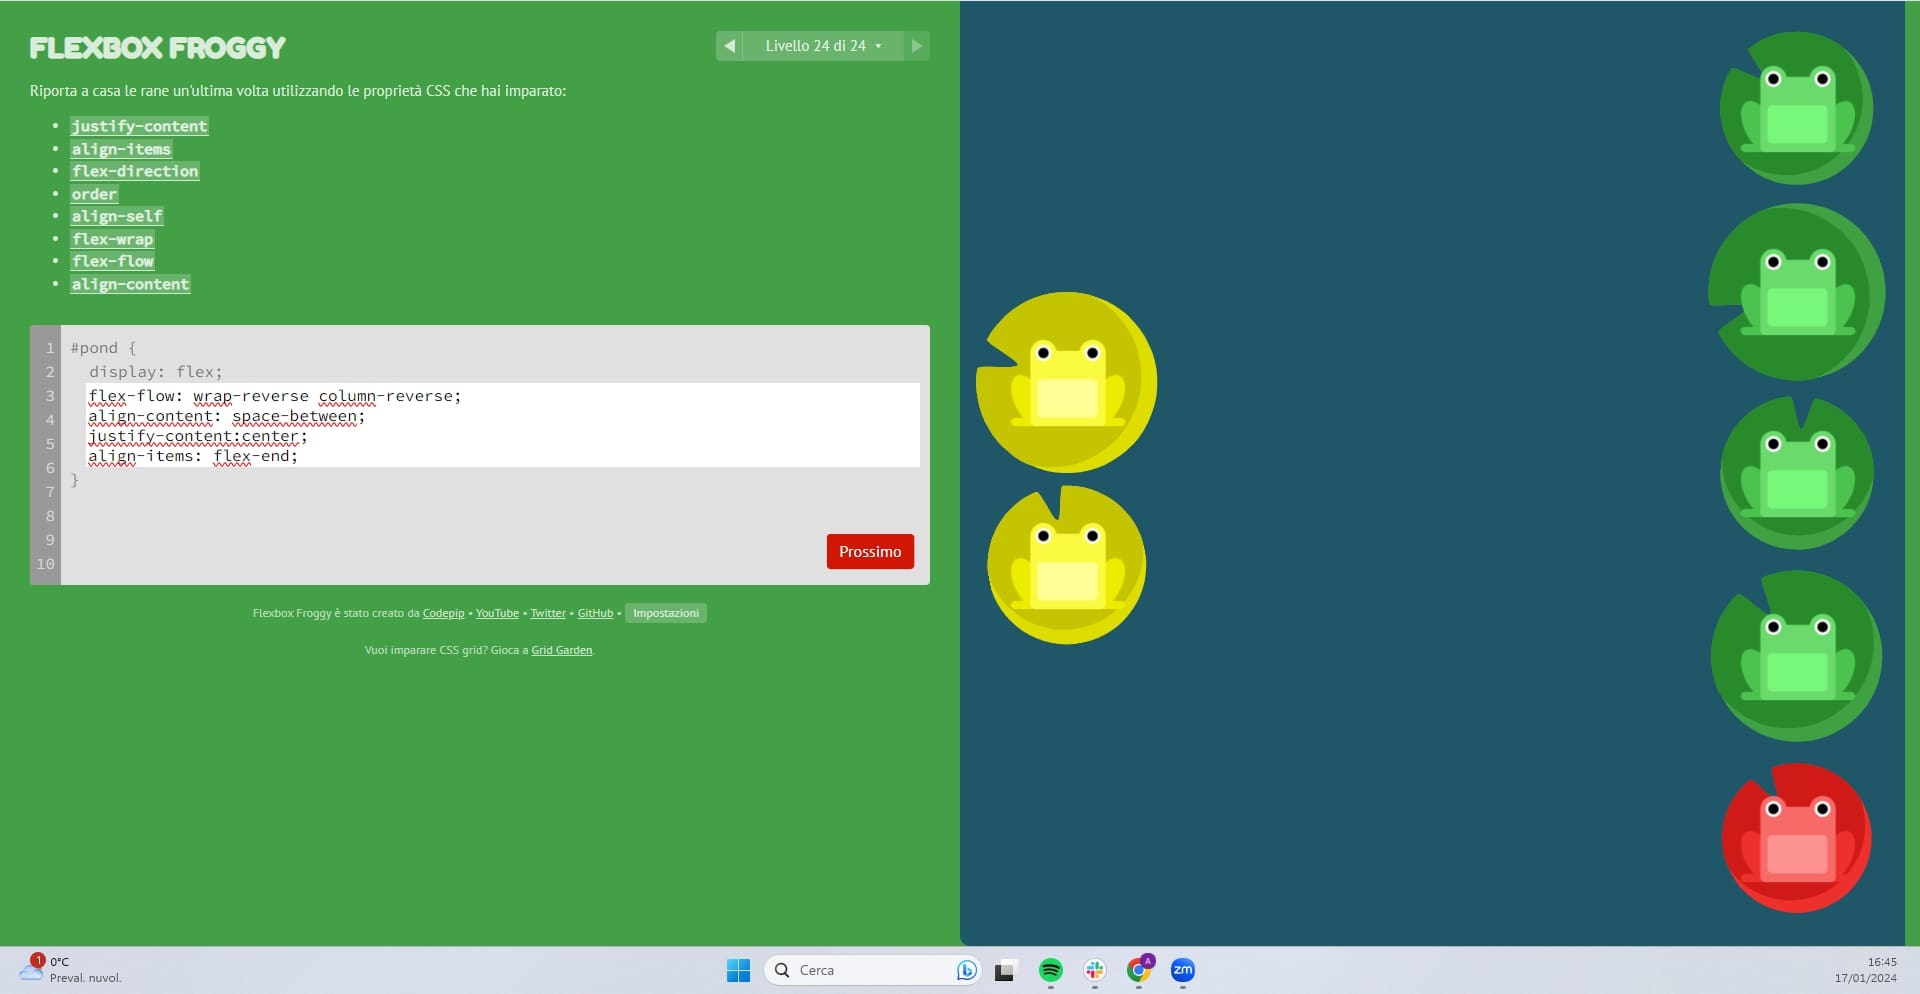 FLEXBOX FROGGY
◀ Livello 24 di 24 ▾ ▶
Riporta a casa le rane un'ultima volta utilizzando le proprietà CSS che hai imparato:
• justify-content
• align-items
• flex-direction
• order
• align-self
• flex-wrap
• flex-flow
• align-content
1 #pond {
2 display: flex;
3 flex-flow: wrap-reverse column-reverse;
4 align-content: space-between;
5 justify-content:center;
6 align-items: flex-end;
7 }
8
9
10
Prossimo
Flexbox Froggy è stato creato da Codepip • YouTube • Twitter • GitHub • Impostazioni
Vuoi imparare CSS grid? Gioca a Grid Garden.
1
0°C
Preval. nuvol.
Cerca
A
zm
16:45
17/01/2024